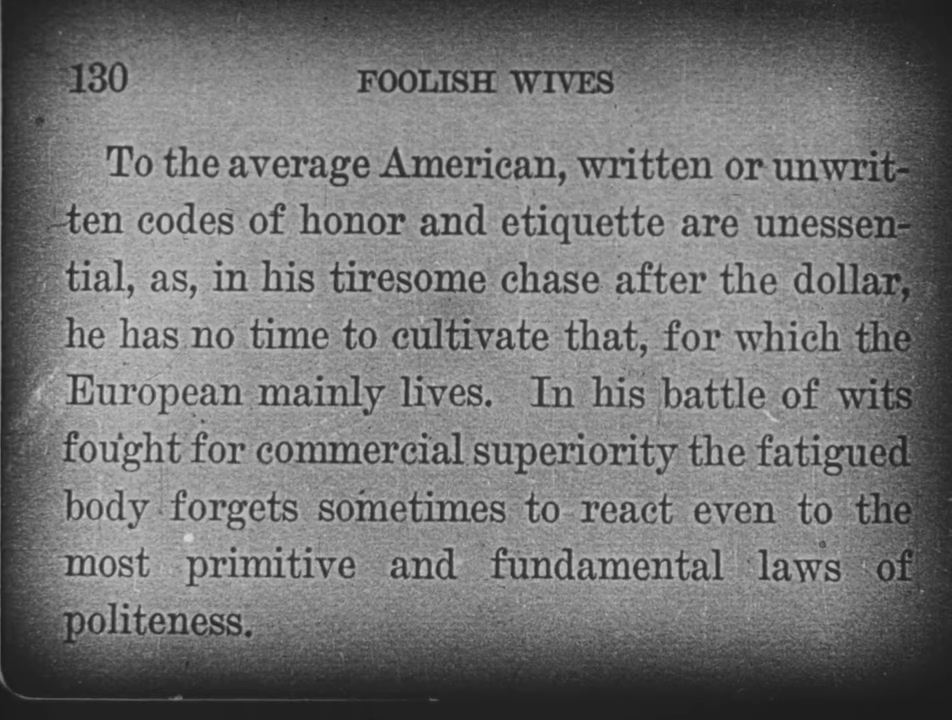 130 FOOLISH WIVES
To the average American, written or unwrit-
ten codes of honor and etiquette are unessen-
tial, as, in his tiresome chase after the dollar,
he has no time to cultivate that, for which the
European mainly lives. In his battle of wits
fought for commercial superiority the fatigued
body forgets sometimes to react even to the
most primitive and fundamental laws of
politeness.